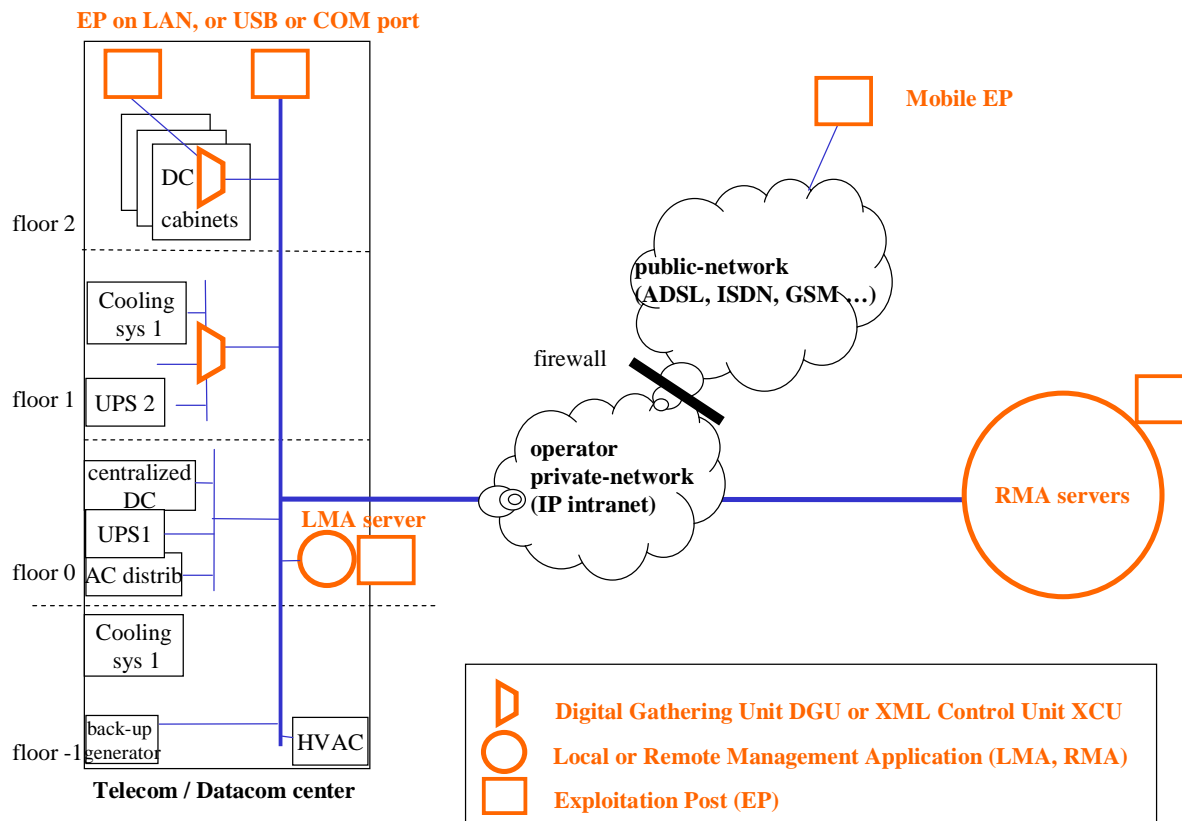 EP on LAN, or USB or COM port
Mobile EP
DC
cabinets
floor 2
public-network
(ADSL, ISDN, GSM …)
Cooling
sys 1
firewall
floor 1
UPS 2
operator
private-network
(IP intranet)
centralized
DC
RMA servers
LMA server
UPS1
floor 0
AC distrib
Cooling
sys 1
back-up
generator
HVAC
floor -1
Telecom / Datacom center
Digital Gathering Unit DGU or XML Control Unit XCU
Local or Remote Management Application (LMA, RMA)
Exploitation Post (EP)